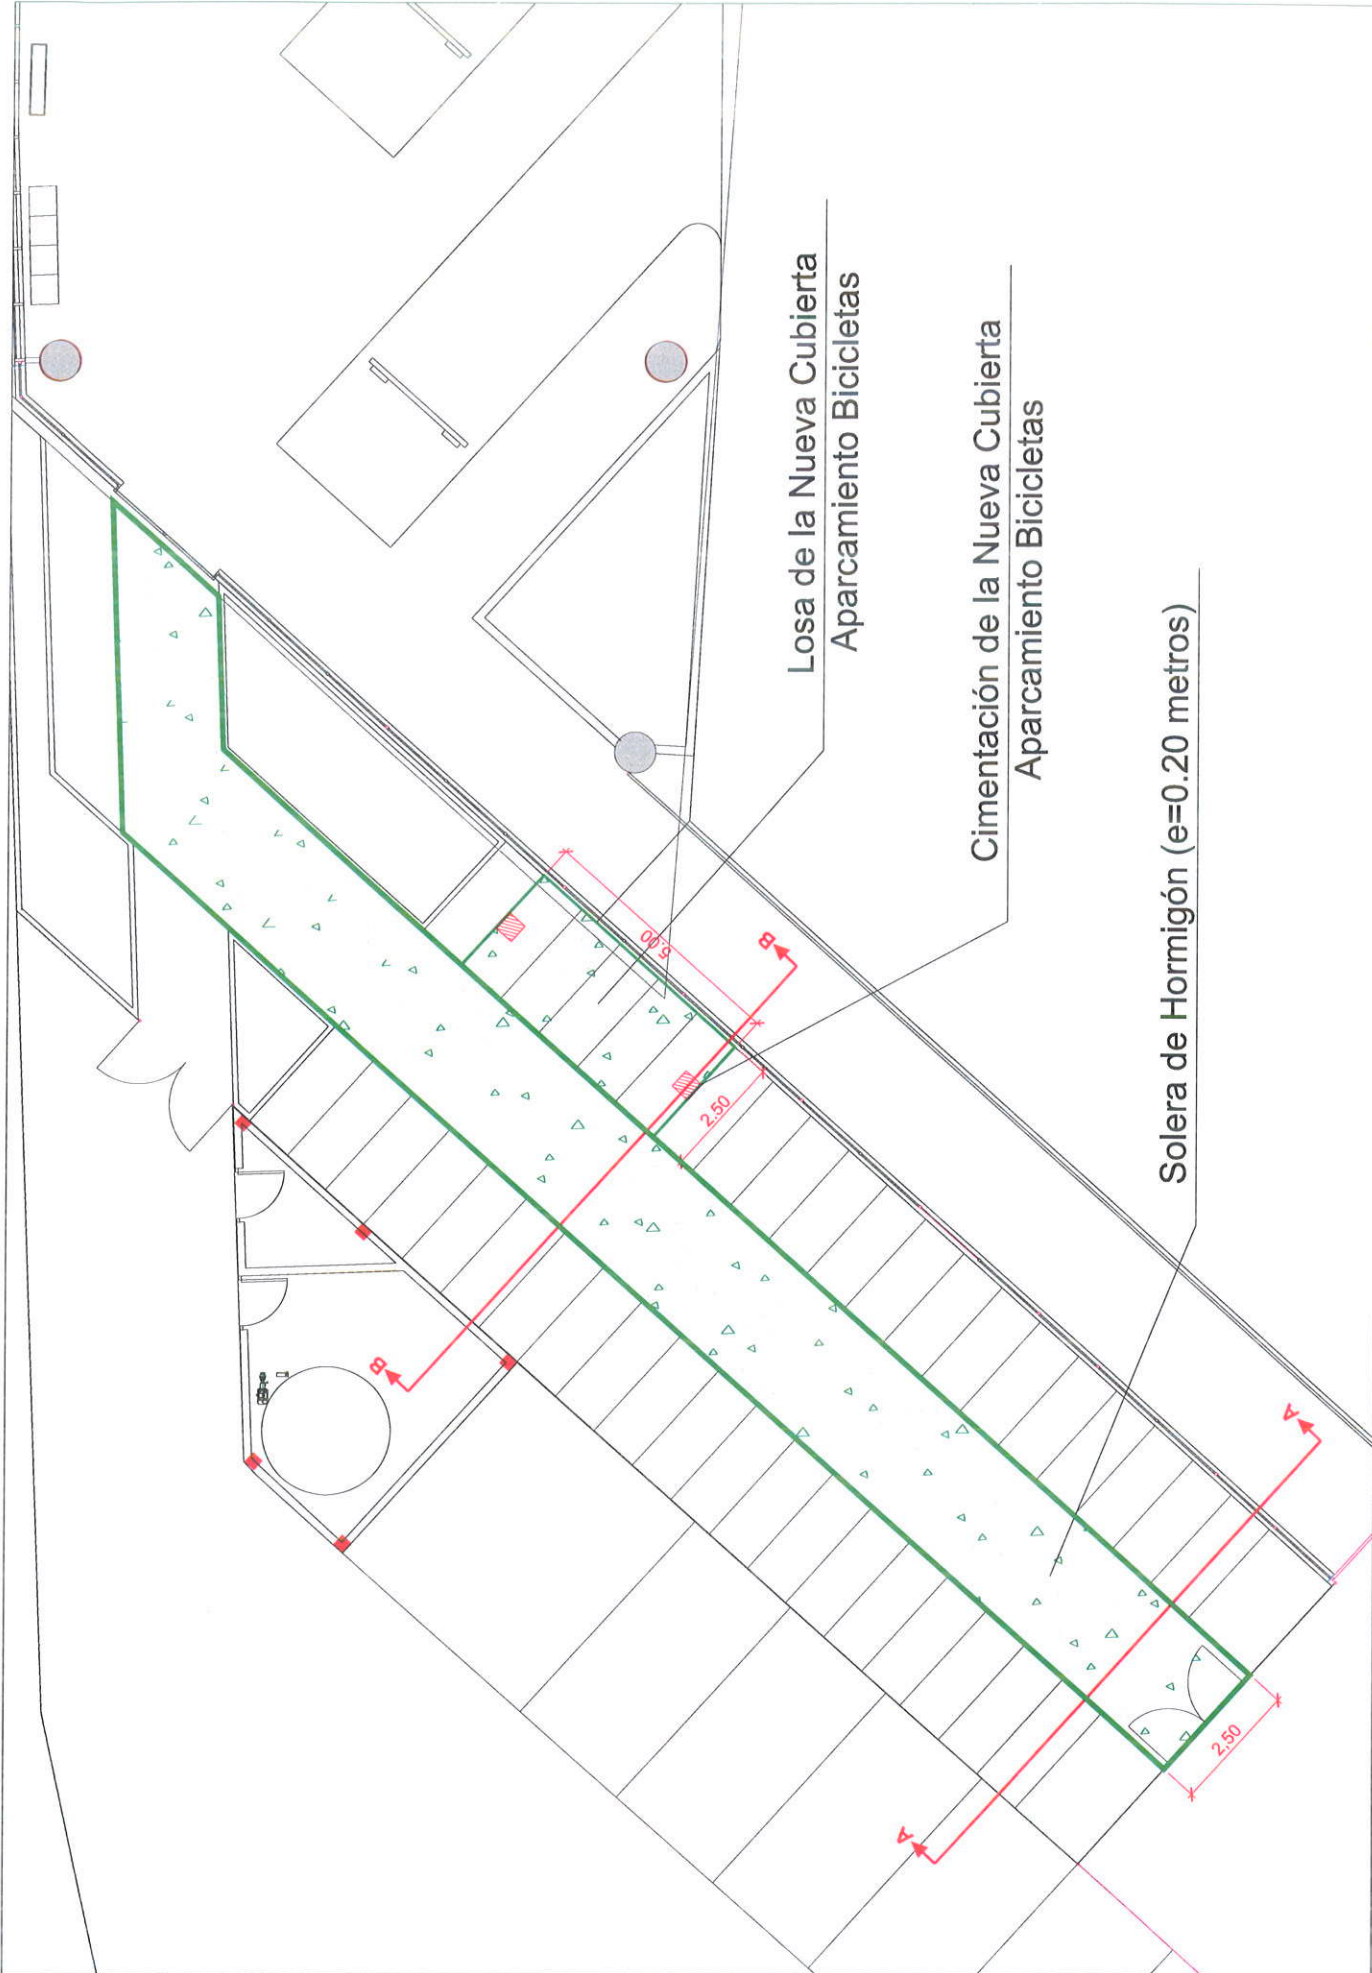 Losa de la Nueva Cubierta
Aparcamiento Bicicletas
Cimentación de la Nueva Cubierta
Aparcamiento Bicicletas
Solera de Hormigón (e=0.20 metros)
5.00
2.50
2,50
B
B
A
A